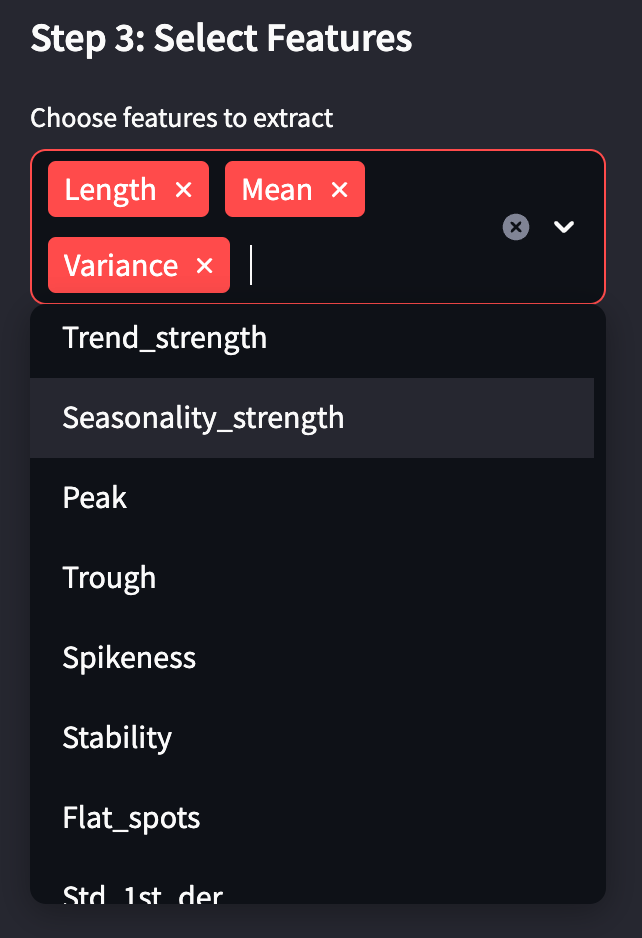 Step 3: Select Features
Choose features to extract
Length × Mean ×
Variance ×
Trend_strength
Seasonality_strength
Peak
Trough
Spikeness
Stability
Flat_spots
Std_1st_der